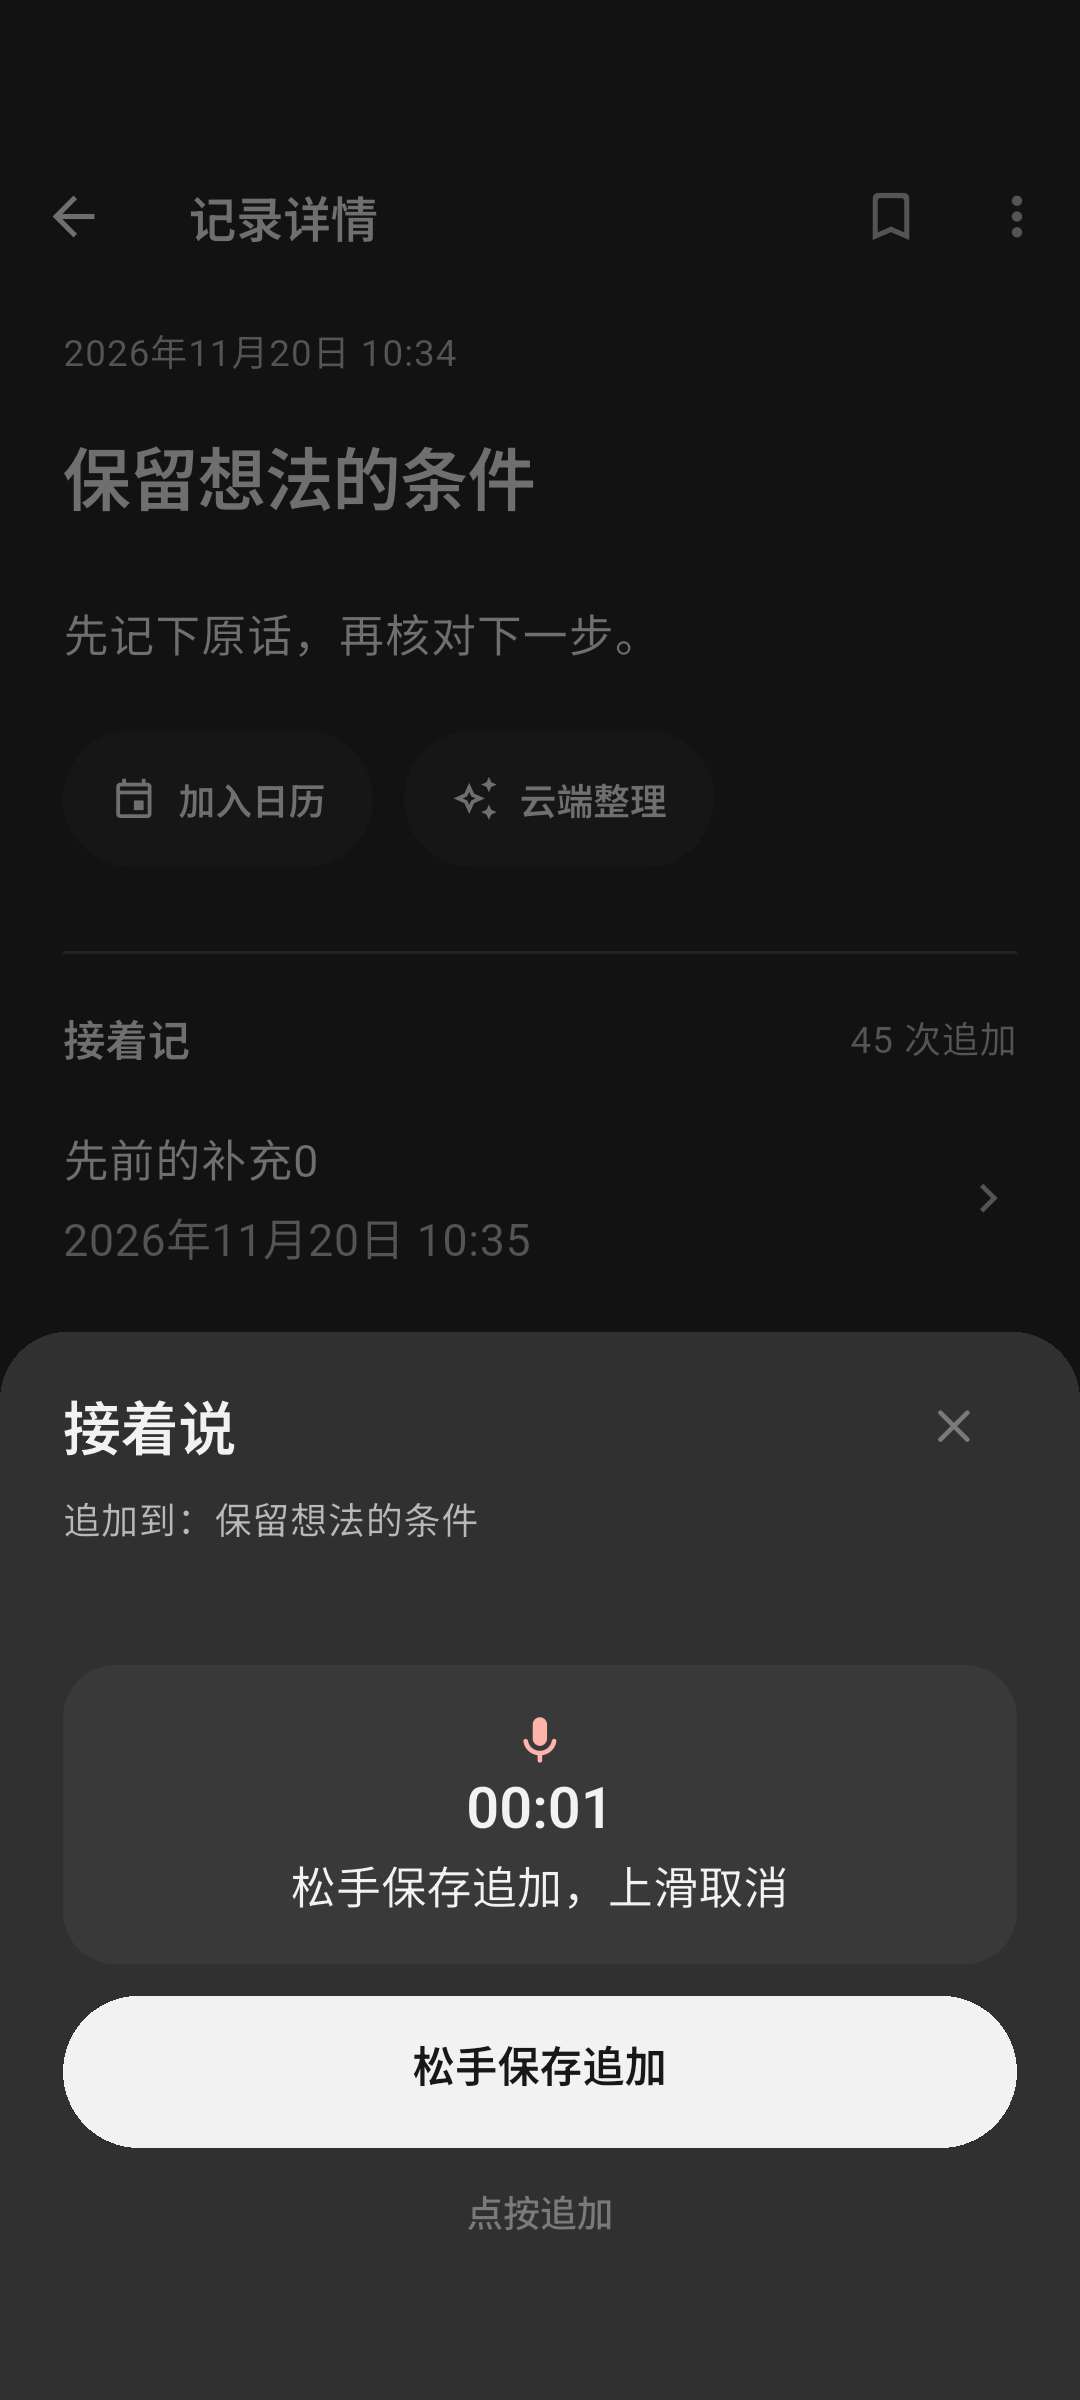 记录详情
2026年11月20日 10:34
保留想法的条件
先记下原话，再核对下一步。
加入日历
云端整理
接着记
45 次追加
先前的补充0
2026年11月20日 10:35
接着说
追加到：保留想法的条件
00:01
松手保存追加，上滑取消
松手保存追加
点按追加